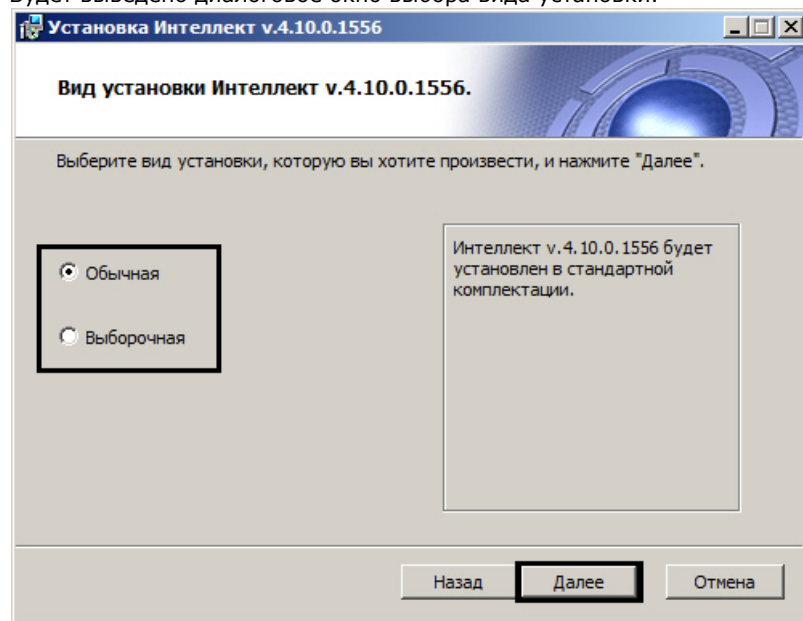 Будет выведено диалоговое окно выбора вида установки.
Установка Интеллект v.4.10.0.1556
Вид установки Интеллект v.4.10.0.1556.
Выберите вид установки, которую вы хотите произвести, и нажмите "Далее".
Обычная
Выборочная
Интеллект v.4.10.0.1556 будет
установлен в стандартной
комплектации.
Назад
Далее
Отмена